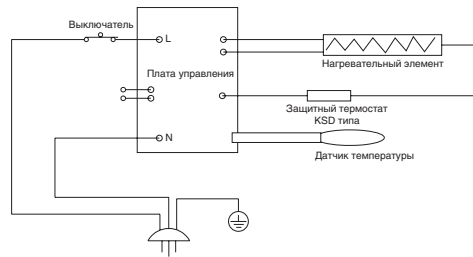 Выключатель
L
Плата управления
N
Нагревательный элемент
Защитный термостат
KSD типа
Датчик температуры